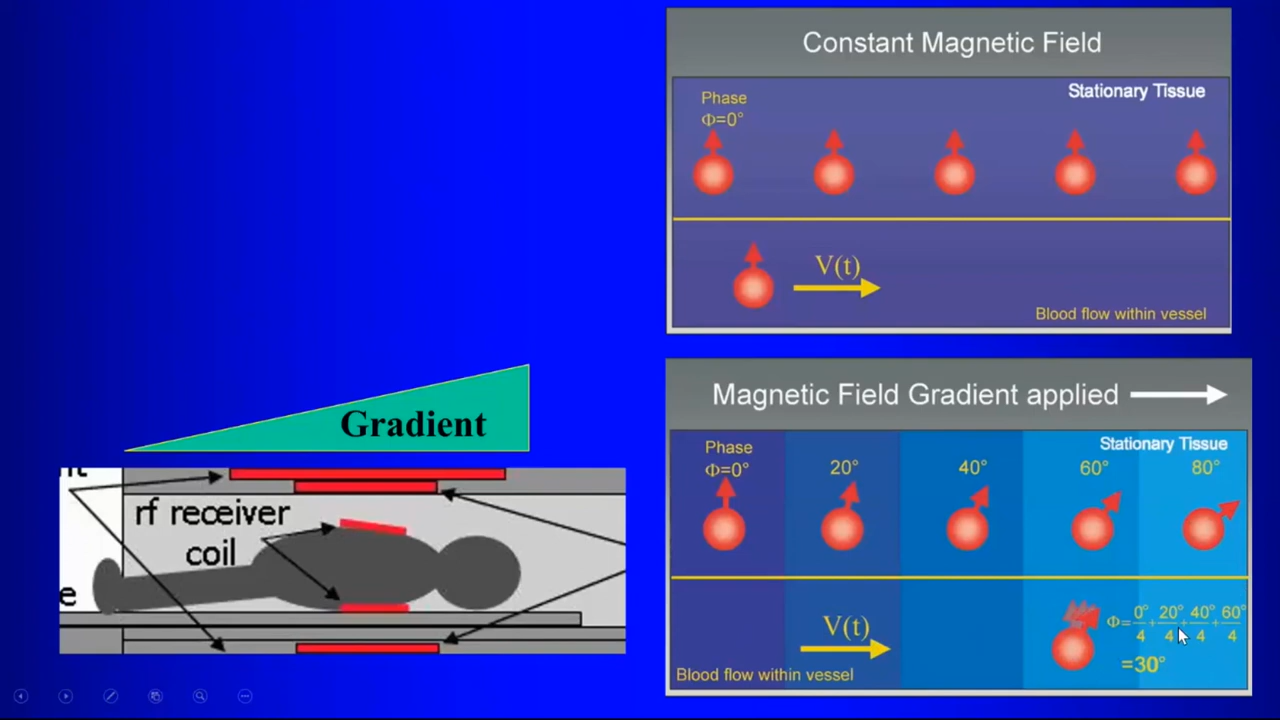 Constant Magnetic Field
Stationary Tissue
Phase
Φ=0°
V(t)
Blood flow within vessel
Magnetic Field Gradient applied
Stationary Tissue
Phase
Φ=0°
20°
40°
60°
80°
V(t)
Φ=0°/4+20°/4+40°/4+60°/4
=30°
Blood flow within vessel
Gradient
rf receiver
coil
e